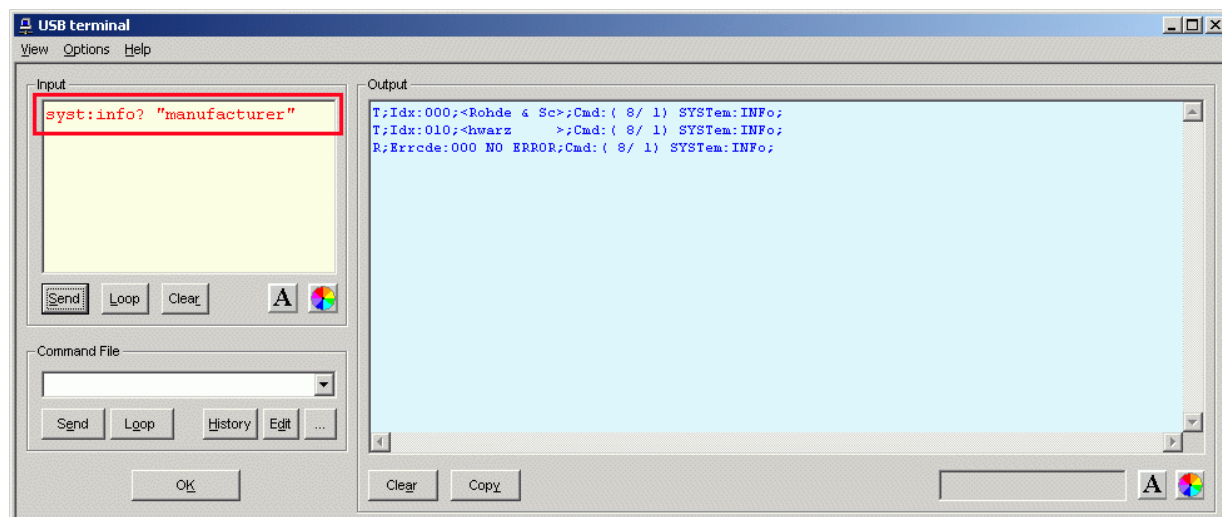 USB terminal
View Options Help
Input
syst:info? "manufacturer"
Send Loop Clear A
Command File
Send Loop History Edit ...
OK
Output
T;Idx:000;<Rohde & Sc>;Cmd:( 8/ 1) SYSTem:INFo;
T;Idx:010;<hwarz     >;Cmd:( 8/ 1) SYSTem:INFo;
R;Errcde:000 NO ERROR;Cmd:( 8/ 1) SYSTem:INFo;
Clear Copy A